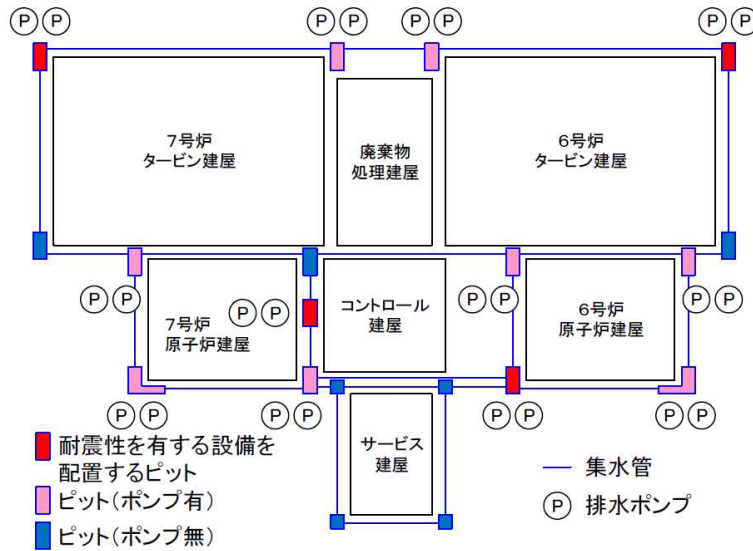 P P P P P P P P
7号炉
タービン建屋
廃棄物
処理建屋
6号炉
タービン建屋
P P P P P P P P
7号炉
原子炉建屋
コントロール
建屋
6号炉
原子炉建屋
P P P P P P P P
サービス
建屋
耐震性を有する設備を
配置するピット
ピット(ポンプ有)
ピット(ポンプ無)
集水管
P 排水ポンプ